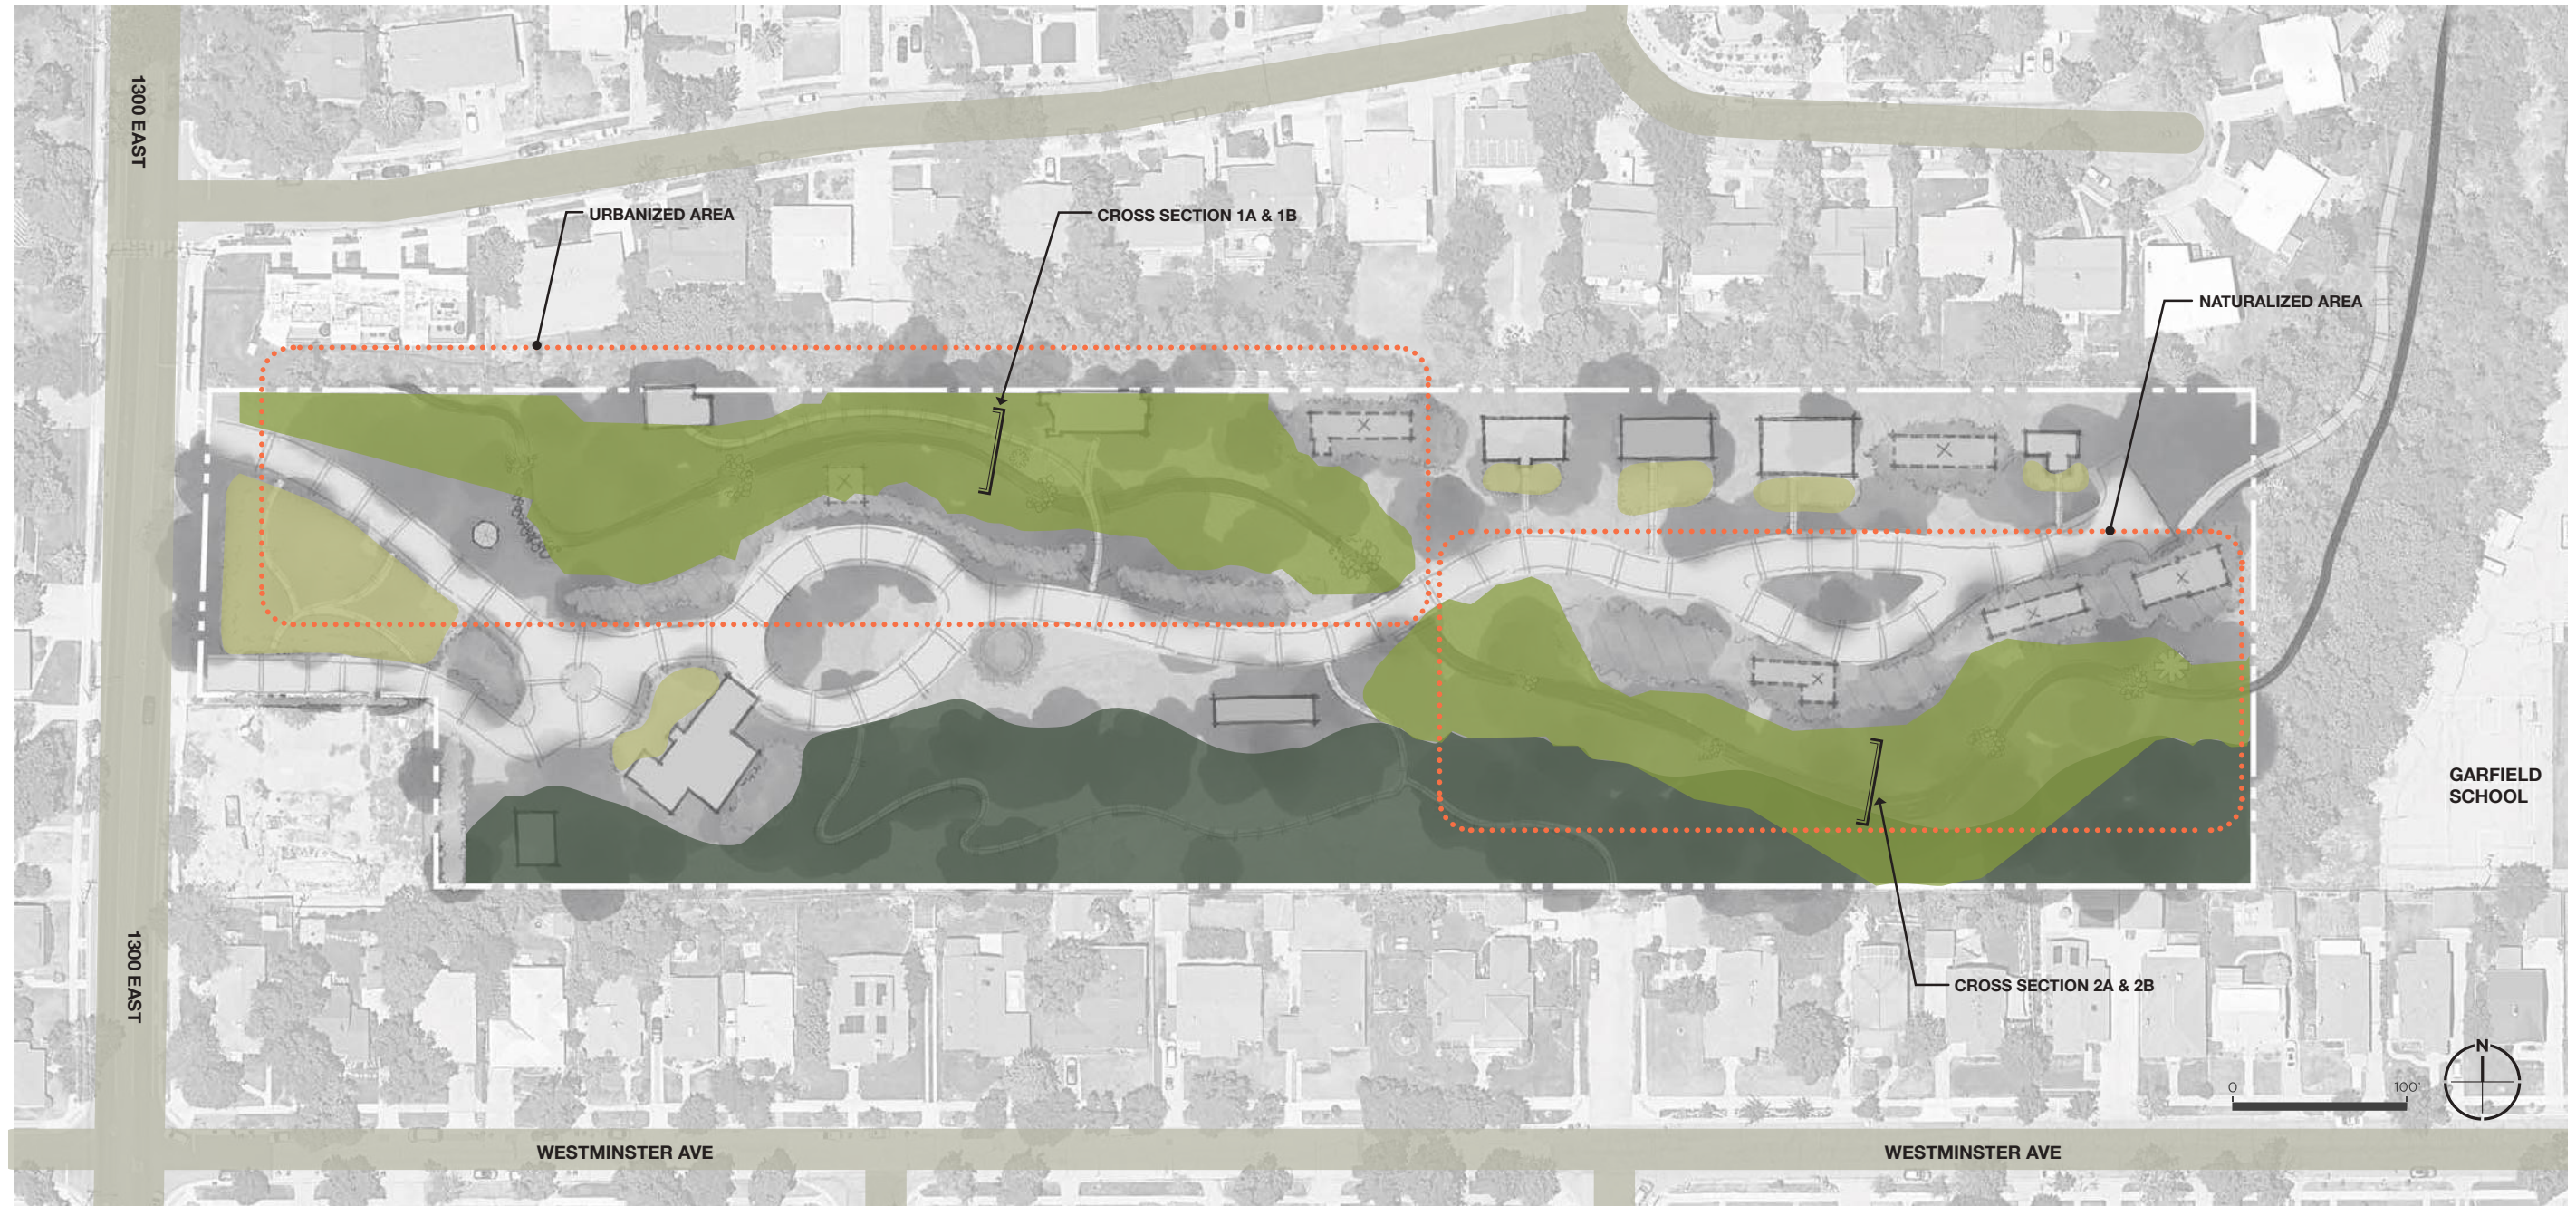 1300 EAST
URBANIZED AREA
CROSS SECTION 1A & 1B
NATURALIZED AREA
GARFIELD
SCHOOL
1300 EAST
CROSS SECTION 2A & 2B
N
0 100'
WESTMINSTER AVE
WESTMINSTER AVE